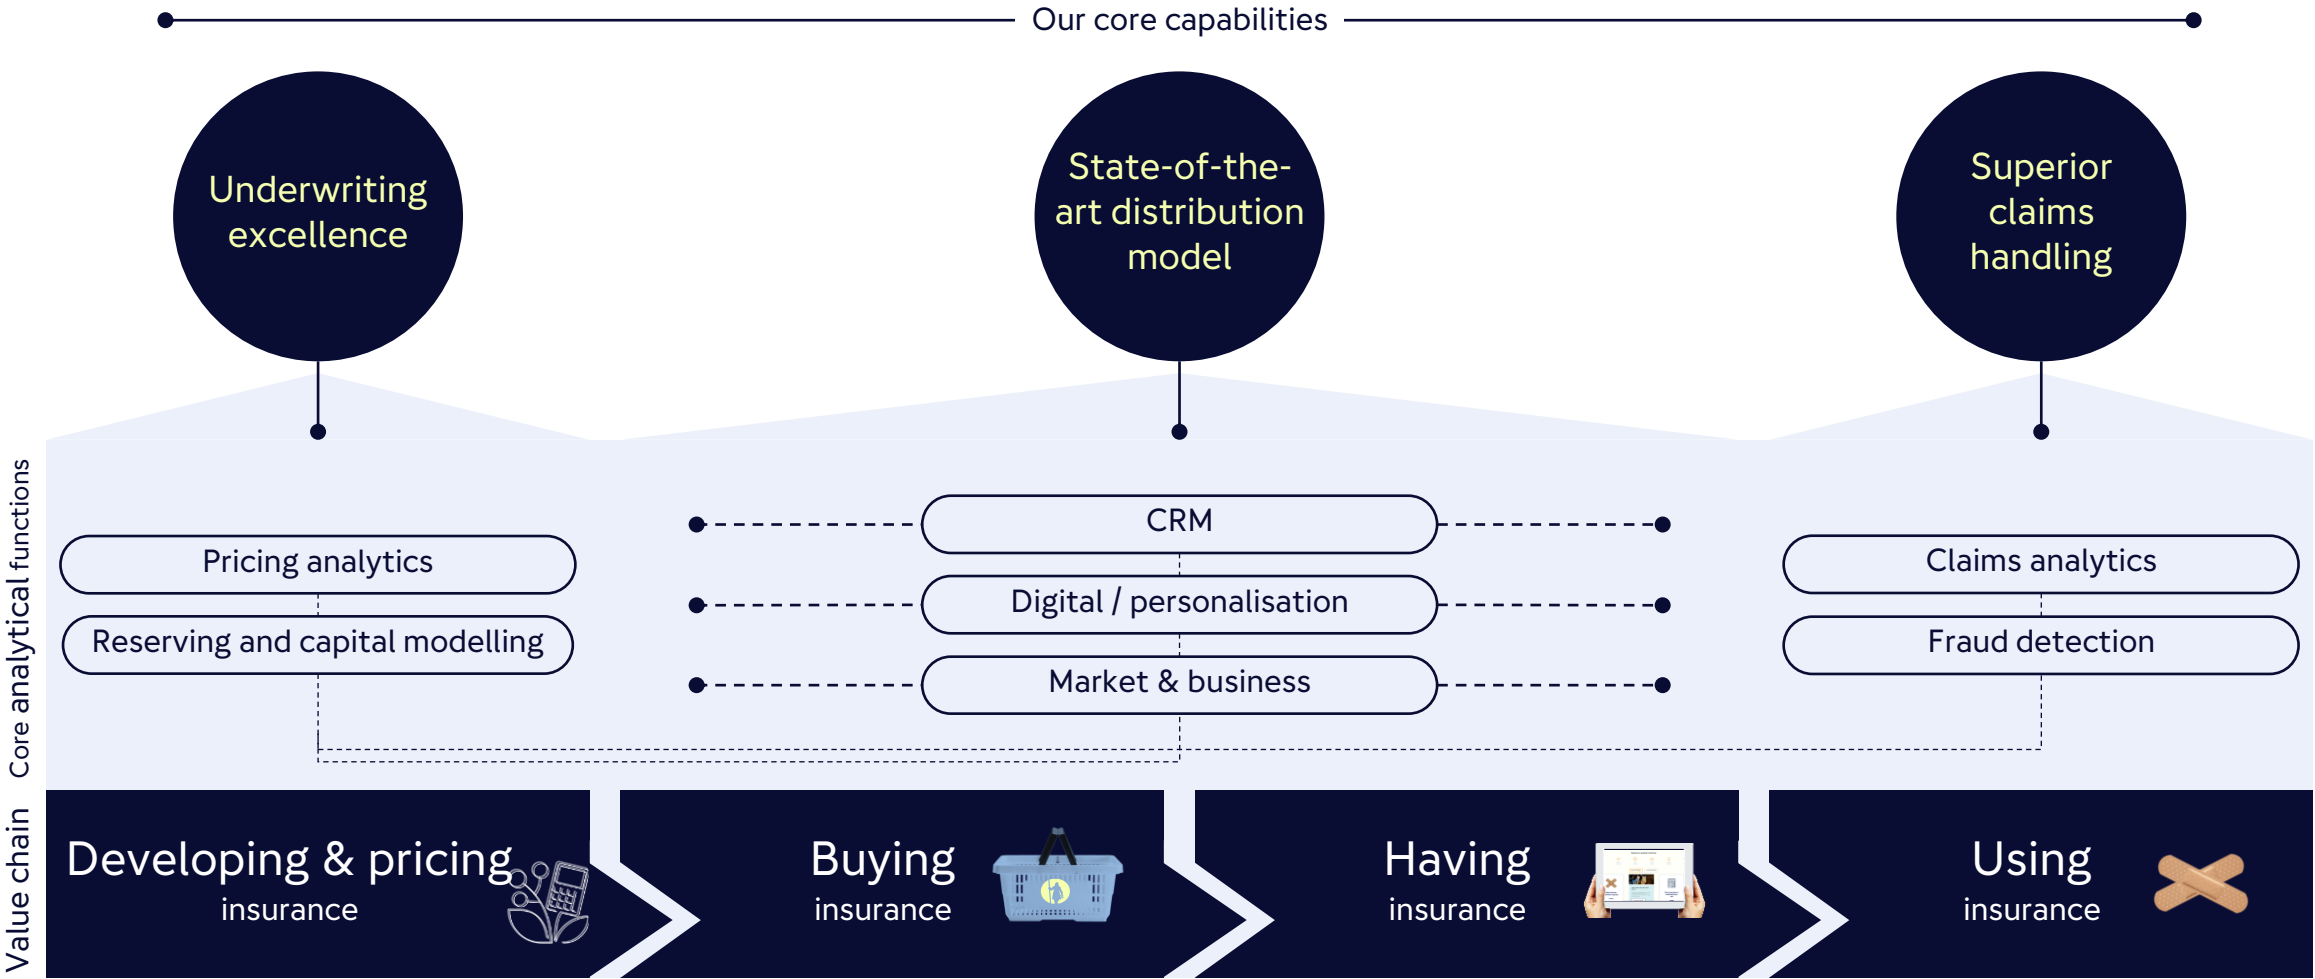 Our core capabilities
Underwriting
excellence
State-of-the-
art distribution
model
Superior
claims
handling
Core analytical functions
Pricing analytics
Reserving and capital modelling
CRM
Digital / personalisation
Market & business
Claims analytics
Fraud detection
Value chain
Developing & pricing
insurance
Buying
insurance
Having
insurance
Using
insurance